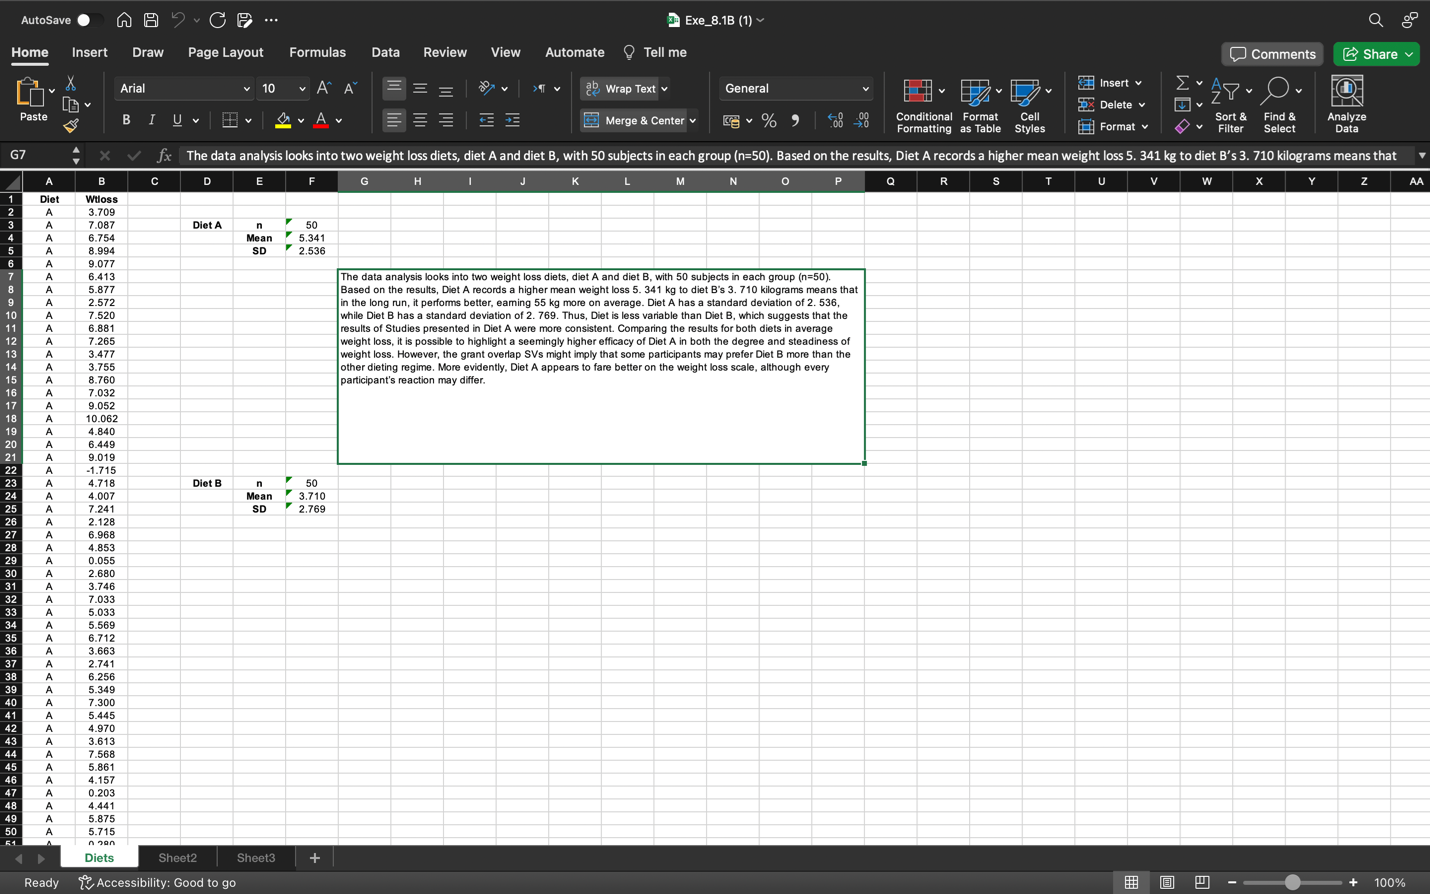 AutoSave
Exe_8.1B (1)
Home Insert Draw Page Layout Formulas Data Review View Automate Tell me
Comments Share
Paste
Arial 10
B I U A
Wrap Text
Merge & Center
General
Conditional Formatting
Format as Table
Cell Styles
Insert
Delete
Format
Sort & Filter
Find & Select
Analyze Data
G7 fx The data analysis looks into two weight loss diets, diet A and diet B, with 50 subjects in each group (n=50). Based on the results, Diet A records a higher mean weight loss 5. 341 kg to diet B's 3. 710 kilograms means that
A B C D E F G H I J K L M N O P Q R S T U V W X Y Z AA
1 Diet Wtloss
2 A 3.709
3 A 7.087 Diet A n 50
4 A 6.754 Mean 5.341
5 A 8.994 SD 2.536
6 A 9.077
7 A 6.413 The data analysis looks into two weight loss diets, diet A and diet B, with 50 subjects in each group (n=50).
8 A 5.877 Based on the results, Diet A records a higher mean weight loss 5. 341 kg to diet B's 3. 710 kilograms means that
9 A 2.572 in the long run, it performs better, earning 55 kg more on average. Diet A has a standard deviation of 2. 536,
10 A 7.520 while Diet B has a standard deviation of 2. 769. Thus, Diet is less variable than Diet B, which suggests that the
11 A 6.881 results of Studies presented in Diet A were more consistent. Comparing the results for both diets in average
12 A 7.265 weight loss, it is possible to highlight a seemingly higher efficacy of Diet A in both the degree and steadiness of
13 A 3.477 weight loss. However, the grant overlap SVs might imply that some participants may prefer Diet B more than the
14 A 3.755 other dieting regime. More evidently, Diet A appears to fare better on the weight loss scale, although every
15 A 8.760 participant's reaction may differ.
16 A 7.032
17 A 9.052
18 A 10.062
19 A 4.840
20 A 6.449
21 A 9.019
22 A -1.715
23 A 4.718 Diet B n 50
24 A 4.007 Mean 3.710
25 A 7.241 SD 2.769
26 A 2.128
27 A 6.968
28 A 4.853
29 A 0.055
30 A 2.680
31 A 3.746
32 A 7.033
33 A 5.033
34 A 5.569
35 A 6.712
36 A 3.663
37 A 2.741
38 A 6.256
39 A 5.349
40 A 7.300
41 A 5.445
42 A 4.970
43 A 3.613
44 A 7.568
45 A 5.861
46 A 4.157
47 A 0.203
48 A 4.441
49 A 5.875
50 A 5.715
51 A 0.280
Diets Sheet2 Sheet3 +
Ready Accessibility: Good to go 100%